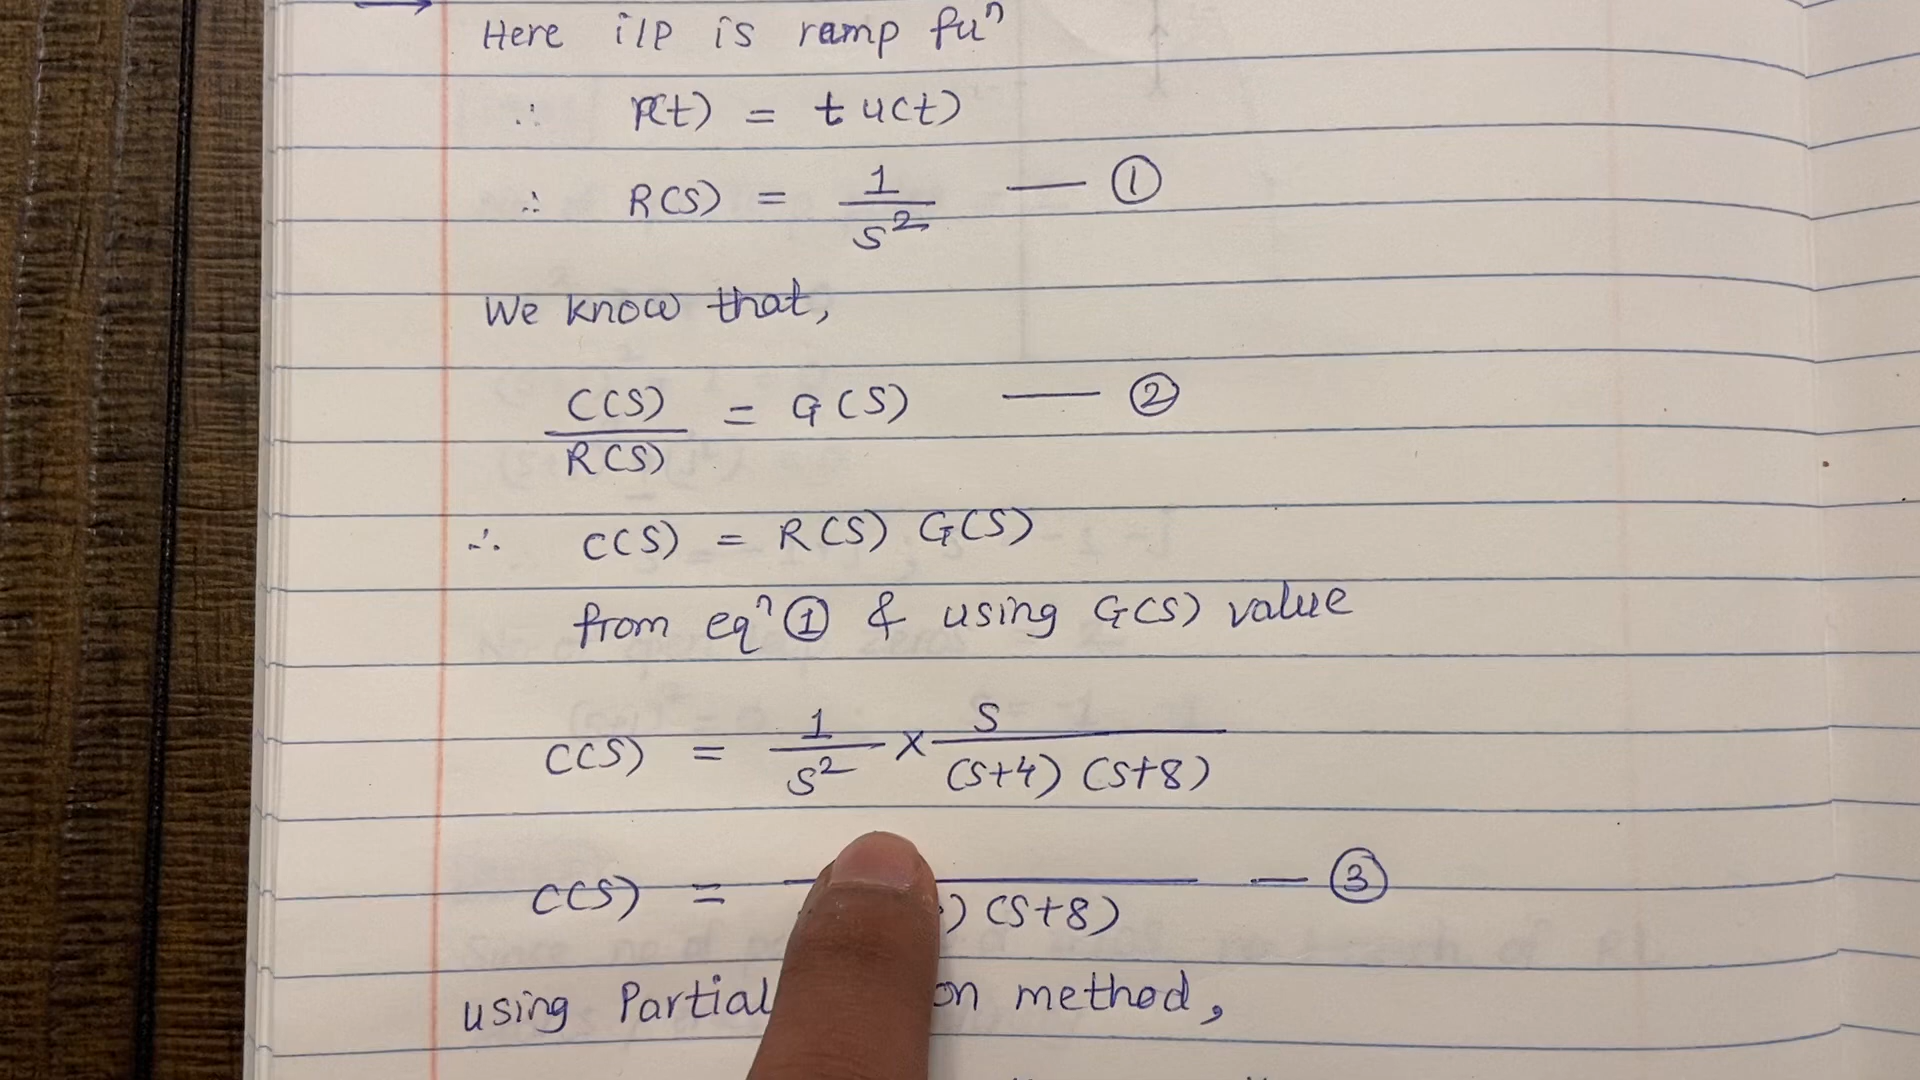 Here i/p is ramp fuⁿ
∴ r(t) = t u(t)
∴ R(S) = 1/s² — ①
We know that,
C(S)/R(S) = G(S) — ②
∴ C(S) = R(S) G(S)
from eqⁿ ① & using G(S) value
C(S) = 1/s² × S/((S+4) (S+8))
C(S) = ) (S+8) — ③
using Partial on method,